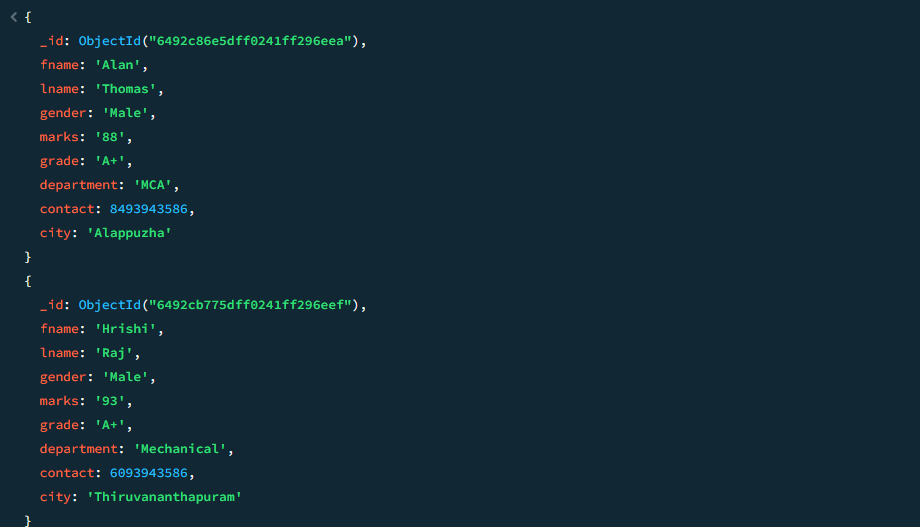 {
_id: ObjectId("6492c86e5dff0241ff296eea"),
fname: 'Alan',
lname: 'Thomas',
gender: 'Male',
marks: '88',
grade: 'A+',
department: 'MCA',
contact: 8493943586,
city: 'Alappuzha'
}
{
_id: ObjectId("6492cb775dff0241ff296eef"),
fname: 'Hrishi',
lname: 'Raj',
gender: 'Male',
marks: '93',
grade: 'A+',
department: 'Mechanical',
contact: 6093943586,
city: 'Thiruvananthapuram'
}